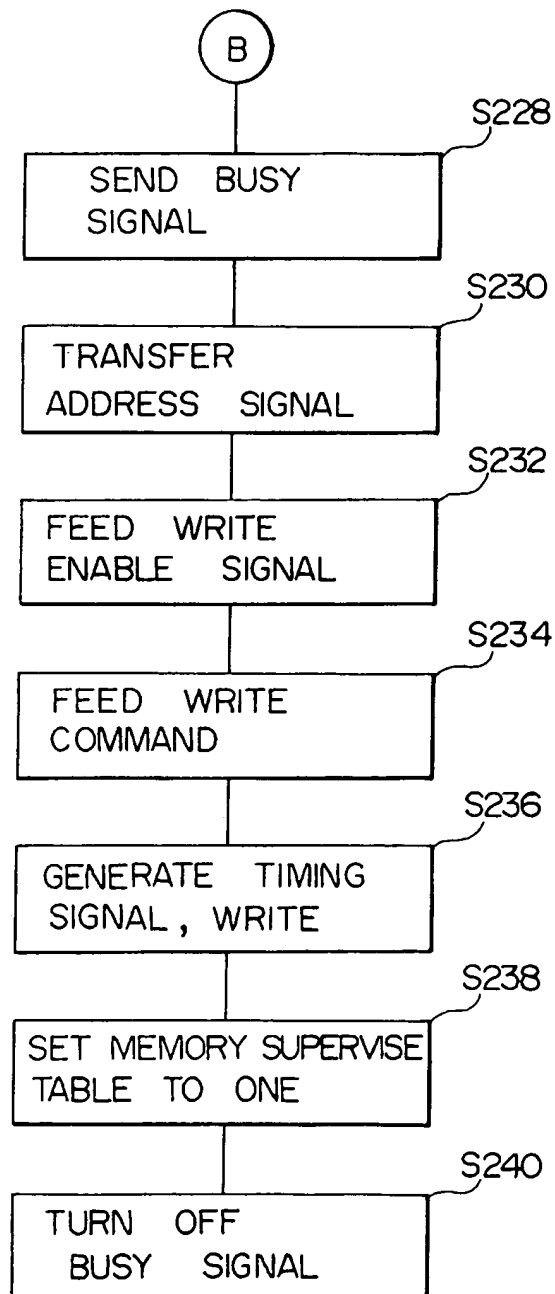 B
S228
SEND BUSY
SIGNAL
S230
TRANSFER
ADDRESS SIGNAL
S232
FEED WRITE
ENABLE SIGNAL
S234
FEED WRITE
COMMAND
S236
GENERATE TIMING
SIGNAL, WRITE
S238
SET MEMORY SUPERVISE
TABLE TO ONE
S240
TURN OFF
BUSY SIGNAL